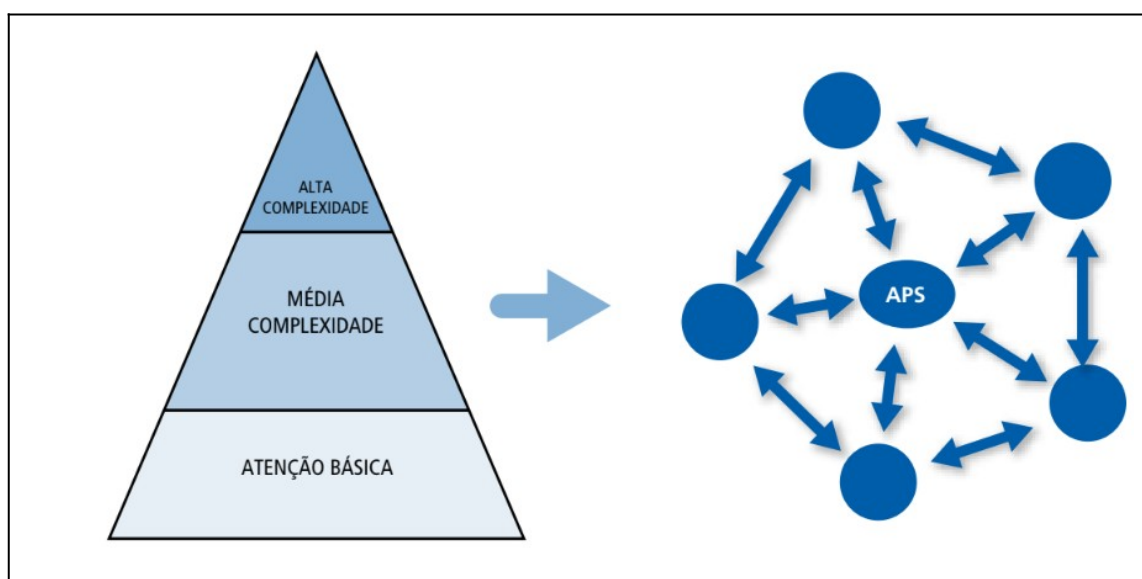 ALTA
COMPLEXIDADE
MÉDIA
COMPLEXIDADE
ATENÇÃO BÁSICA
APS